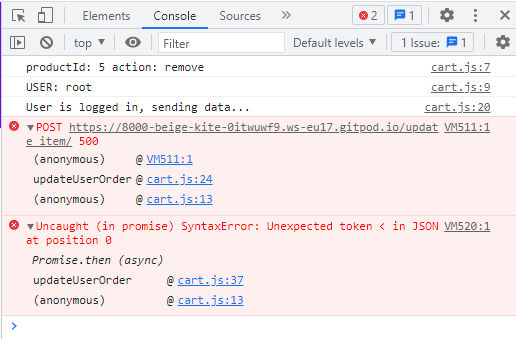 Elements Console Sources » 2 1
top Filter Default levels 1 Issue: 1
productId: 5 action: remove cart.js:7
USER: root cart.js:9
User is logged in, sending data... cart.js:20
▼POST https://8000-beige-kite-0itwuwf9.ws-eu17.gitpod.io/updat VM511:1
e_item/ 500
(anonymous) @ VM511:1
updateUserOrder @ cart.js:24
(anonymous) @ cart.js:13
▼Uncaught (in promise) SyntaxError: Unexpected token < in JSON VM520:1
at position 0
Promise.then (async)
updateUserOrder @ cart.js:37
(anonymous) @ cart.js:13
>